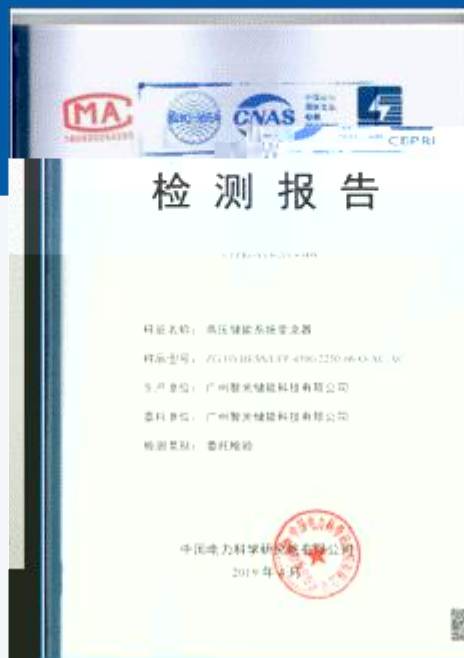 MA
CNAS
CEPRI
检测报告
样品名称： 高压储能系统变流器
样品型号：
生产单位： 广州智光储能科技有限公司
委托单位： 广州智光储能科技有限公司
检测类别： 委托检验
中国电力科学研究院有限公司
2019年 月